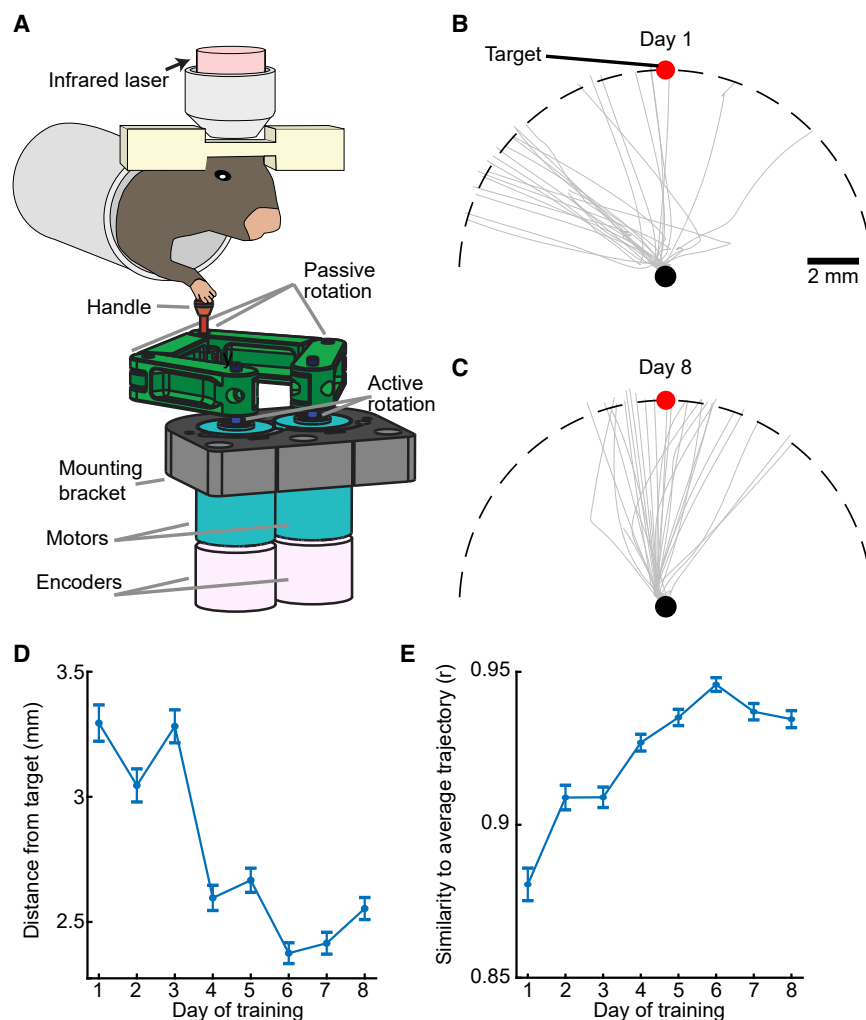 A
Infrared laser
Handle
Passive
rotation
y
Active
rotation
Mounting
bracket
Motors
Encoders
B
Day 1
Target
2 mm
C
Day 8
D
Distance from target (mm)
3.5
3
2.5
1 2 3 4 5 6 7 8
Day of training
E
Similarity to average trajectory (r)
0.95
0.9
0.85
1 2 3 4 5 6 7 8
Day of training